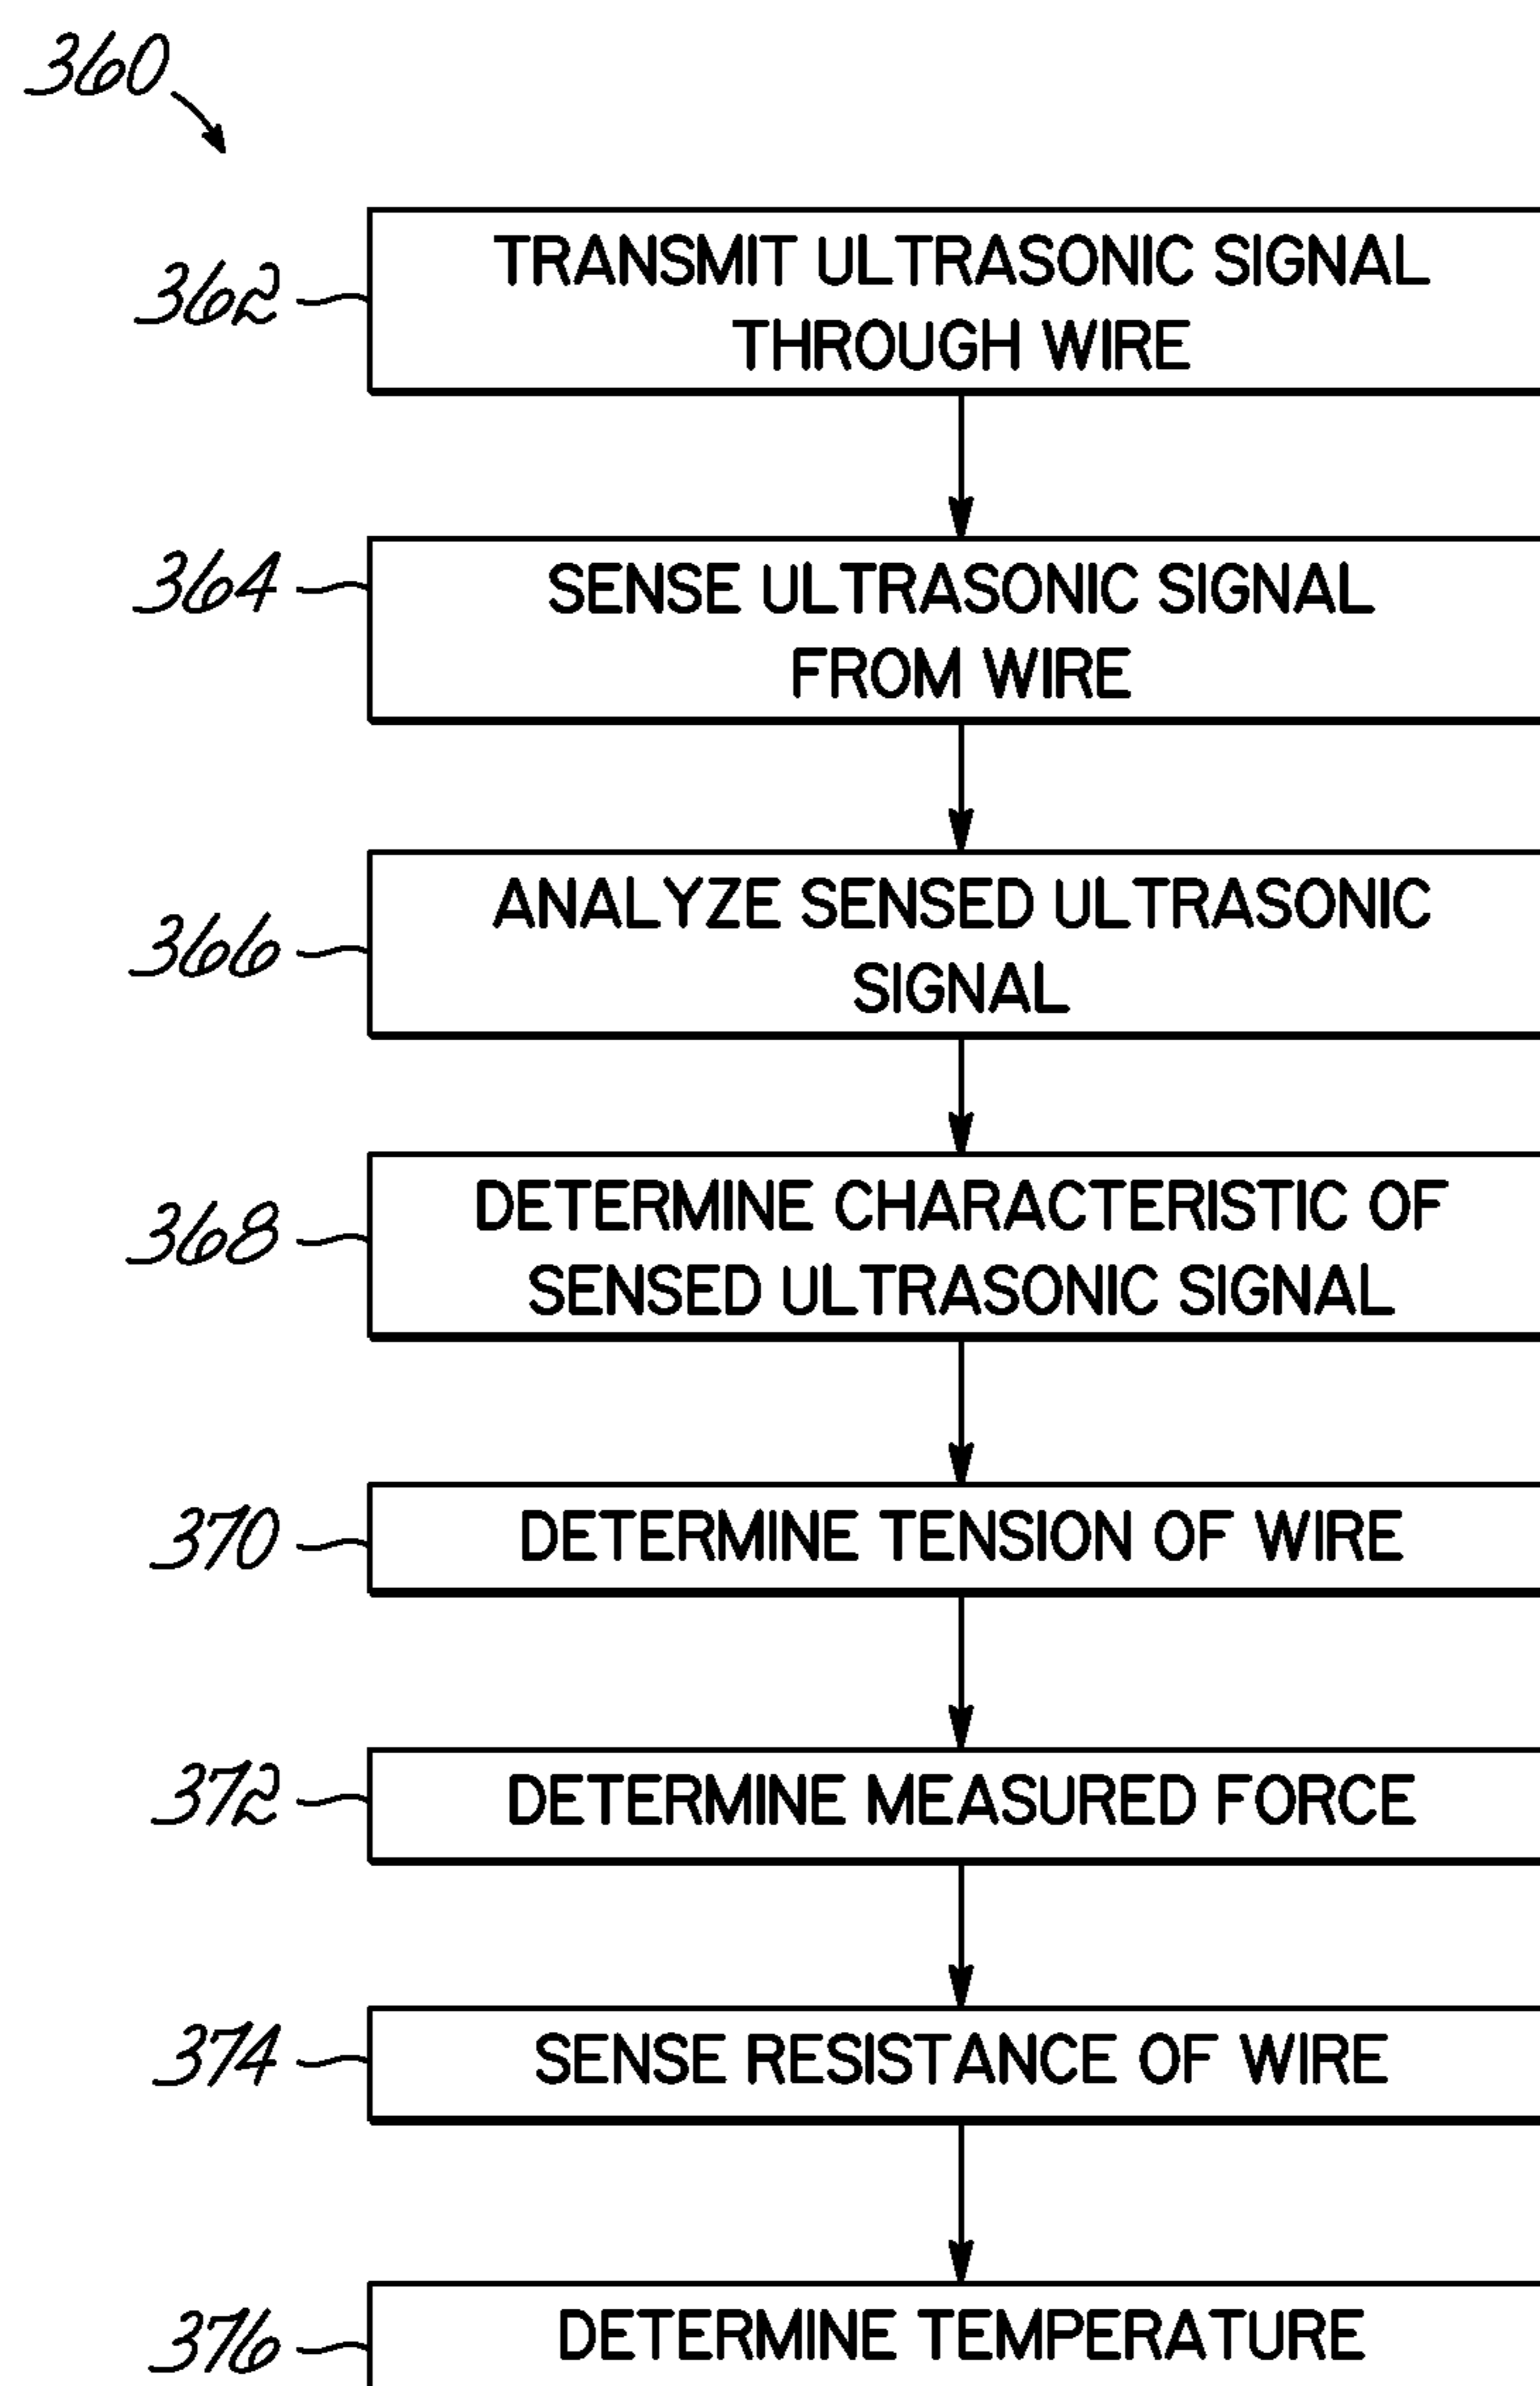 360
362
TRANSMIT ULTRASONIC SIGNAL
THROUGH WIRE
364
SENSE ULTRASONIC SIGNAL
FROM WIRE
366
ANALYZE SENSED ULTRASONIC
SIGNAL
368
DETERMINE CHARACTERISTIC OF
SENSED ULTRASONIC SIGNAL
370
DETERMINE TENSION OF WIRE
372
DETERMINE MEASURED FORCE
374
SENSE RESISTANCE OF WIRE
376
DETERMINE TEMPERATURE